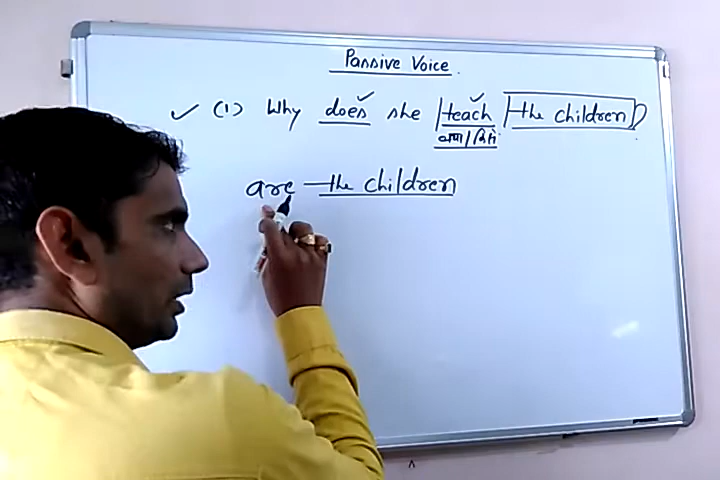 Passive Voice.
✓ (1) Why does she teach the children?
are the children